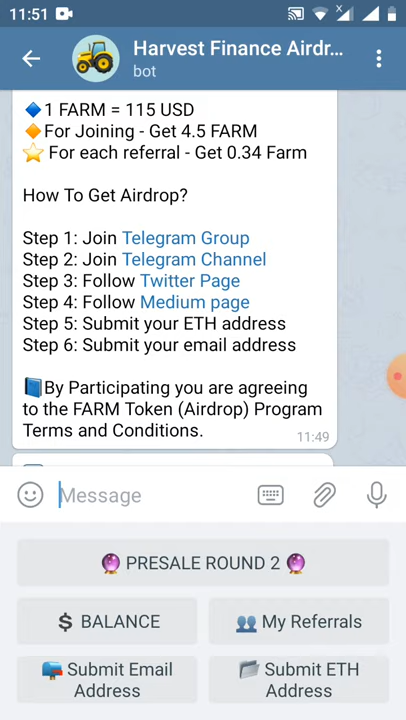 11:51
Harvest Finance Airdr...
bot
🔷1 FARM = 115 USD
🔶For Joining - Get 4.5 FARM
⭐ For each referral - Get 0.34 Farm
How To Get Airdrop?
Step 1: Join Telegram Group
Step 2: Join Telegram Channel
Step 3: Follow Twitter Page
Step 4: Follow Medium page
Step 5: Submit your ETH address
Step 6: Submit your email address
📘By Participating you are agreeing
to the FARM Token (Airdrop) Program
Terms and Conditions.
11:49
Message
🔮 PRESALE ROUND 2 🔮
💲 BALANCE
👥 My Referrals
📪 Submit Email
Address
📁 Submit ETH
Address